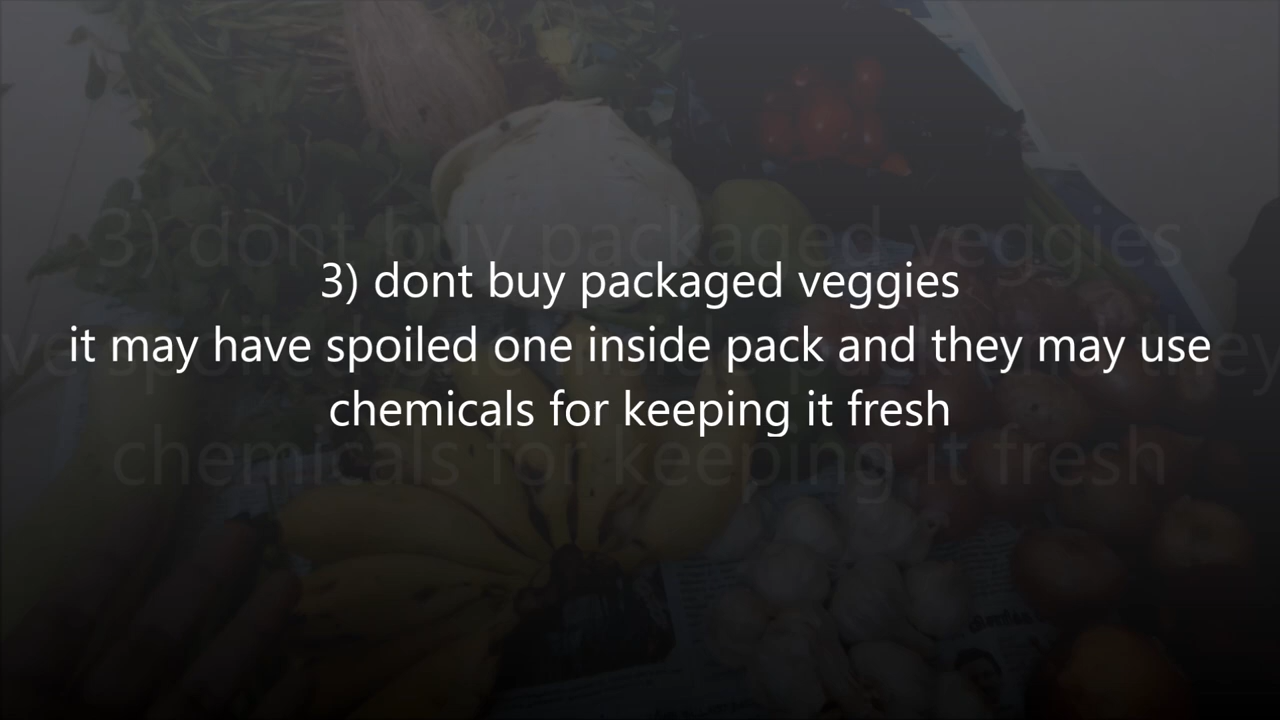 3) dont buy packaged veggies
it may have spoiled one inside pack and they may use
chemicals for keeping it fresh